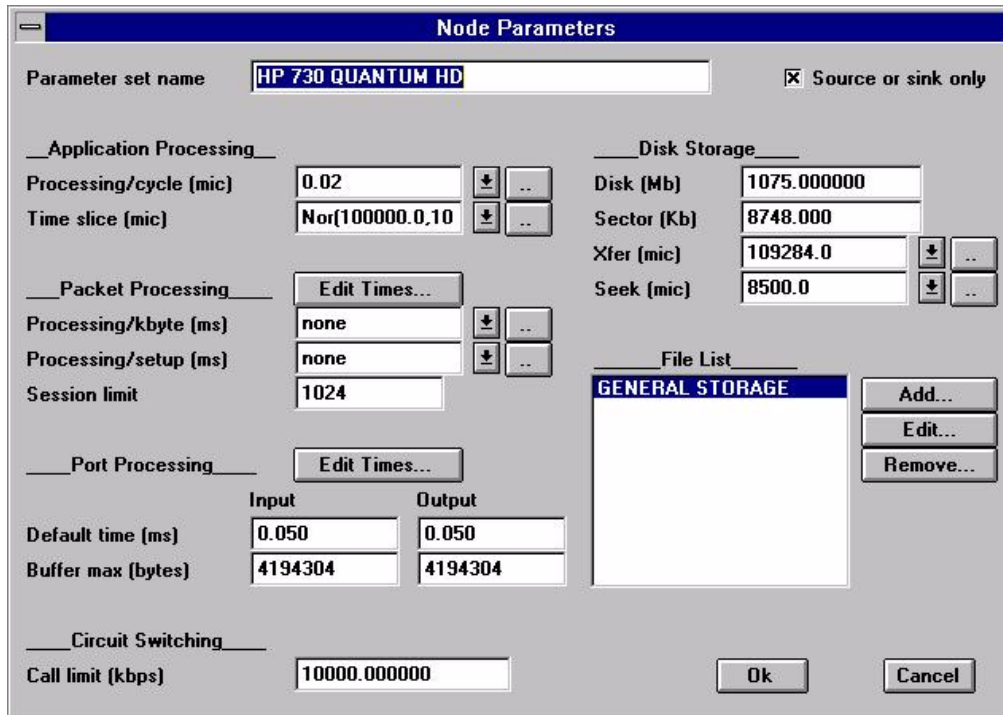 Node Parameters
Parameter set name HP 730 QUANTUM HD Source or sink only
__Application Processing__
Processing/cycle (mic) 0.02 ..
Time slice (mic) Nor(100000.0,10 ..
____Disk Storage____
Disk (Mb) 1075.000000
Sector (Kb) 8748.000
Xfer (mic) 109284.0 ..
Seek (mic) 8500.0 ..
___Packet Processing____ Edit Times...
Processing/kbyte (ms) none ..
Processing/setup (ms) none ..
Session limit 1024
______File List______
GENERAL STORAGE
Add...
Edit...
Remove...
____Port Processing____ Edit Times...
Input Output
Default time (ms) 0.050 0.050
Buffer max (bytes) 4194304 4194304
____Circuit Switching____
Call limit (kbps) 10000.000000
Ok Cancel